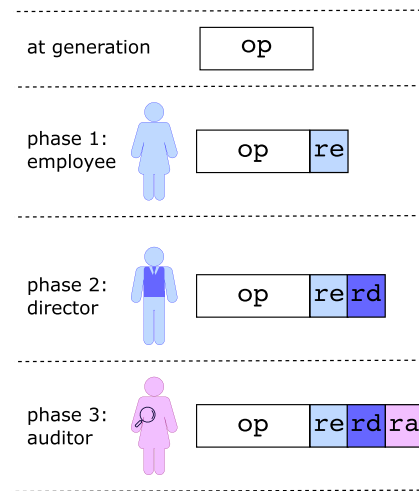 at generation
op
phase 1:
employee
op re
phase 2:
director
op re rd
phase 3:
auditor
op re rd ra